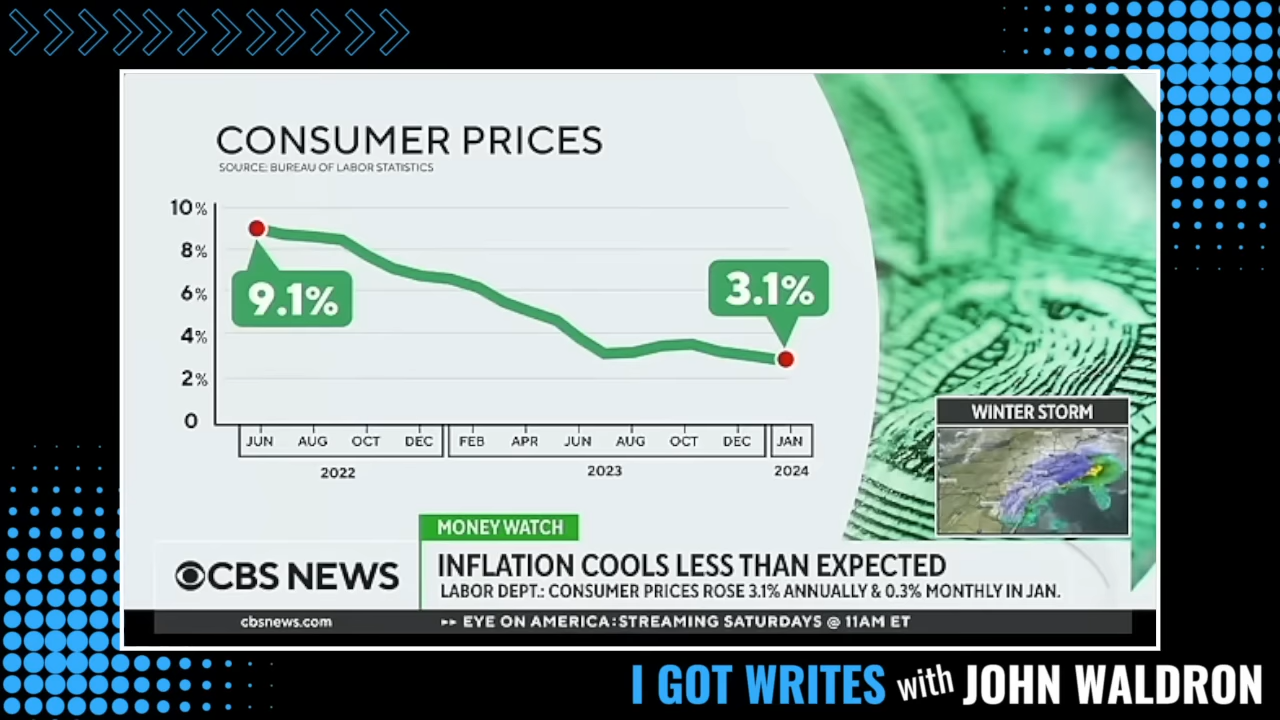 CONSUMER PRICES
SOURCE: BUREAU OF LABOR STATISTICS
10%
8%
6%
4%
2%
0
9.1%
3.1%
JUN AUG OCT DEC FEB APR JUN AUG OCT DEC JAN
2022 2023 2024
WINTER STORM
MONEY WATCH
CBS NEWS
INFLATION COOLS LESS THAN EXPECTED
LABOR DEPT.: CONSUMER PRICES ROSE 3.1% ANNUALLY & 0.3% MONTHLY IN JAN.
cbsnews.com
EYE ON AMERICA: STREAMING SATURDAYS @ 11AM ET
I GOT WRITES with JOHN WALDRON